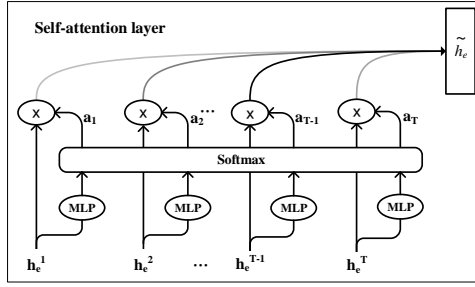 Self-attention layer
~
h_e
x x ... x x
a_1 a_2 a_{T-1} a_T
Softmax
MLP MLP MLP MLP
h_e^1 h_e^2 ... h_e^{T-1} h_e^T